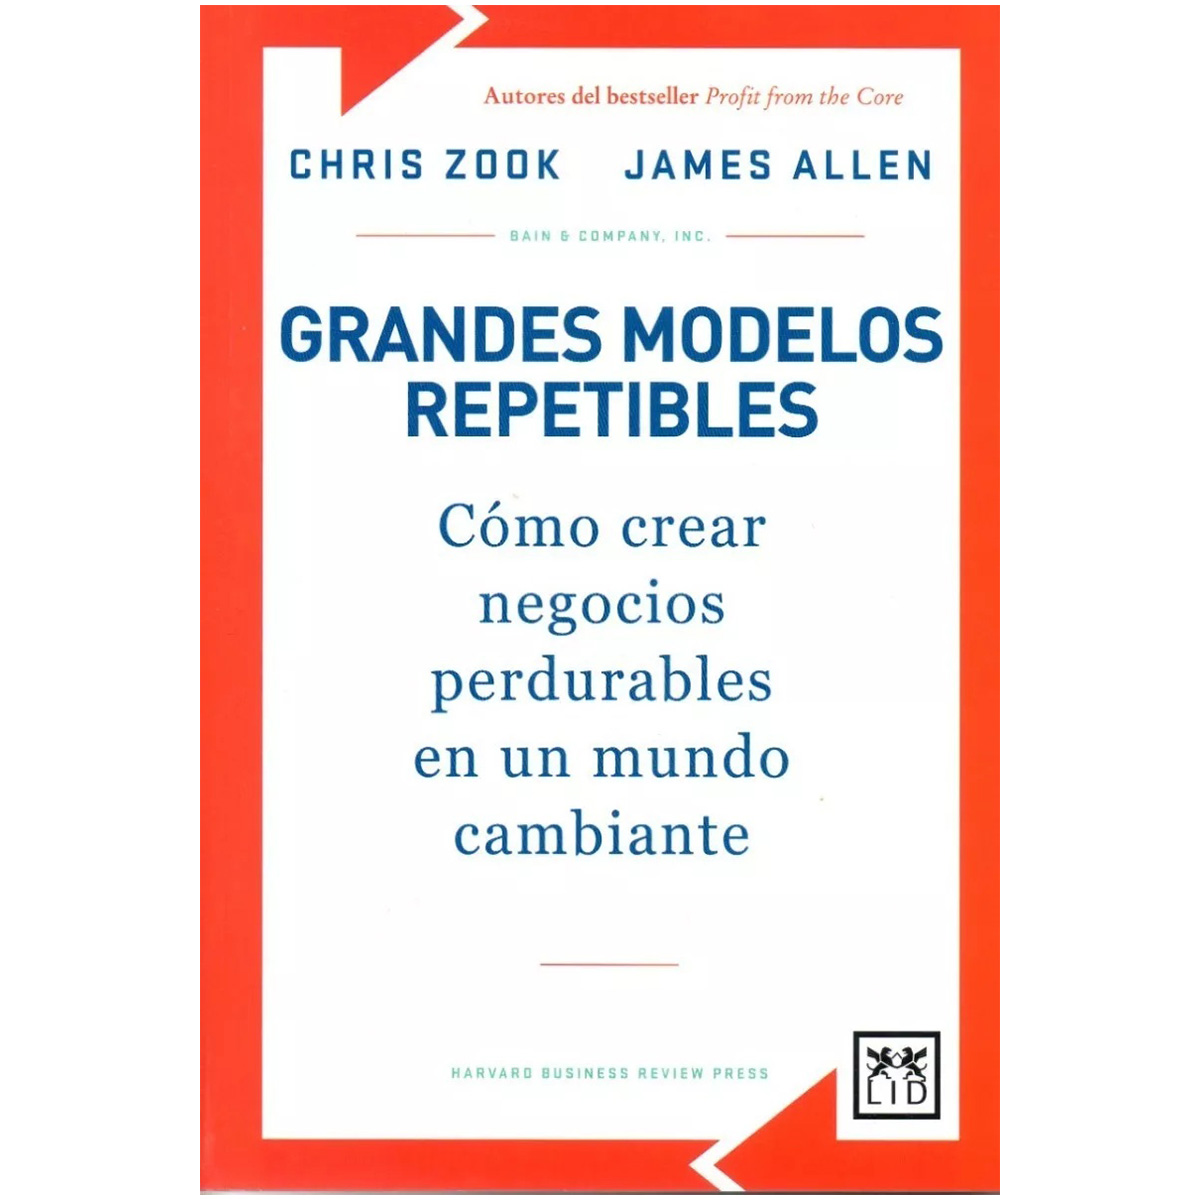 Autores del bestseller Profit from the Core
CHRIS ZOOK JAMES ALLEN
BAIN & COMPANY, INC.
GRANDES MODELOS
REPETIBLES
Cómo crear
negocios
perdurables
en un mundo
cambiante
HARVARD BUSINESS REVIEW PRESS
LID